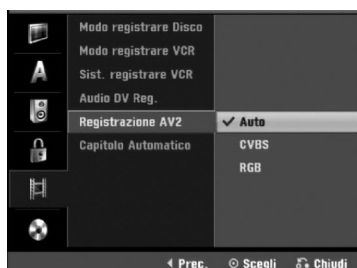 Modo registrare Disco
Modo registrare VCR
Sist. registrare VCR
Audio DV Reg.
Registrazione AV2
✓ Auto
Capitolo Automatico
CVBS
RGB
A
Prec.
Scegli
Chiudi